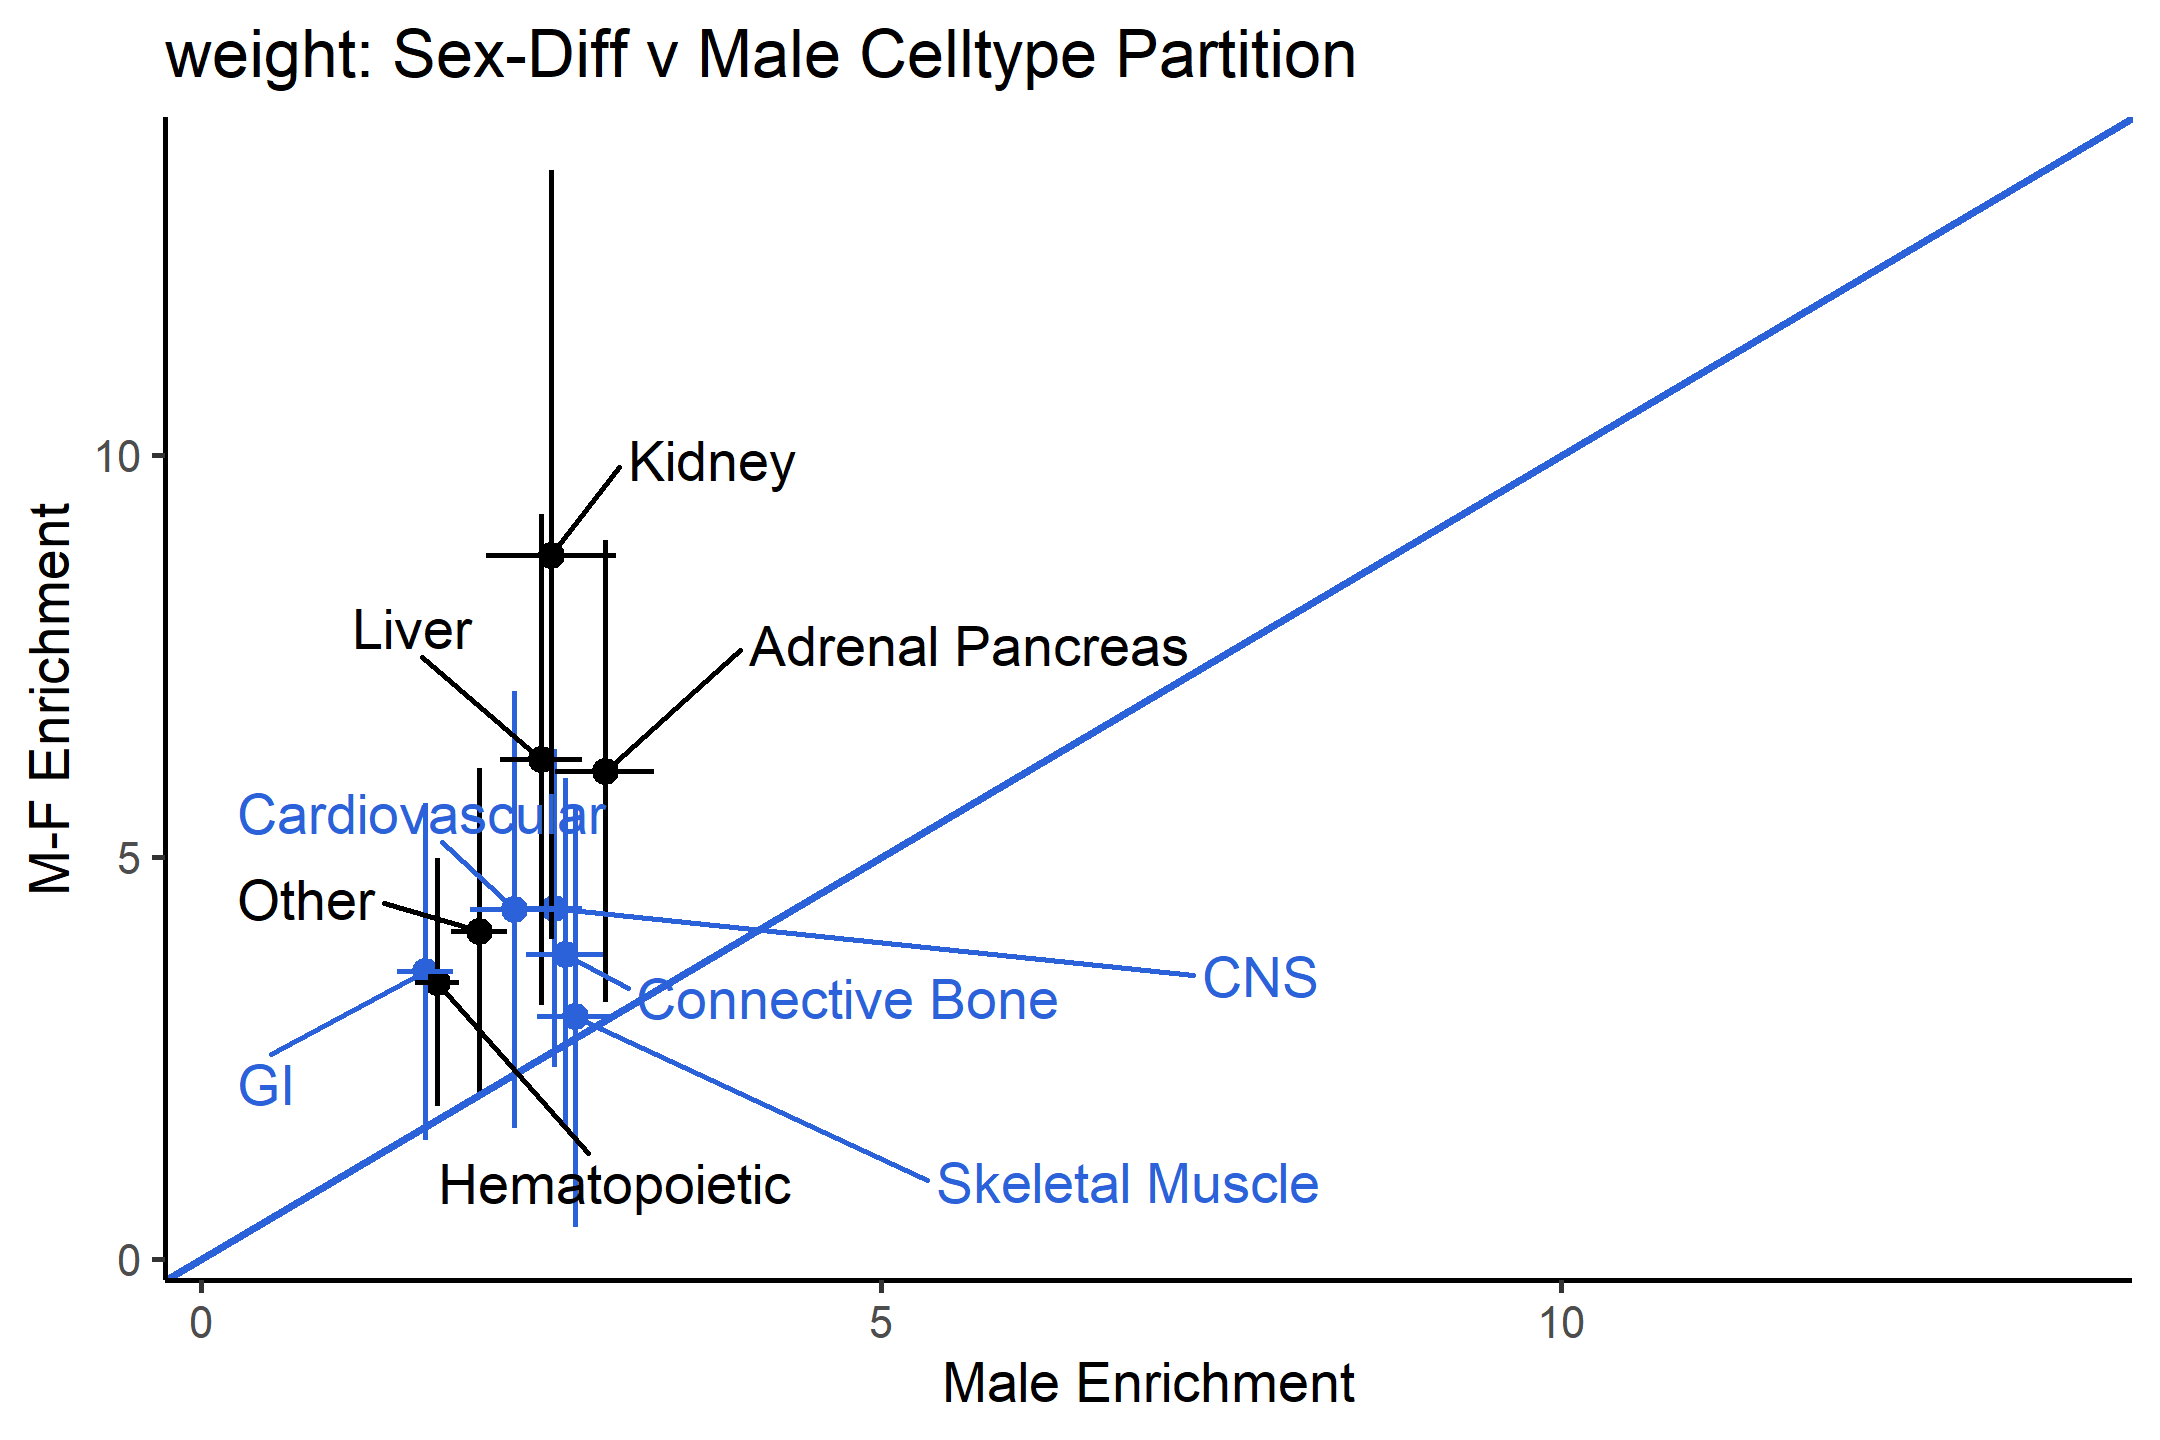 weight: Sex-Diff v Male Celltype Partition
M-F Enrichment
10
5
0
Kidney
Liver
Adrenal Pancreas
Cardiovascular
Other
CNS
Connective Bone
GI
Hematopoietic
Skeletal Muscle
0 5 10
Male Enrichment